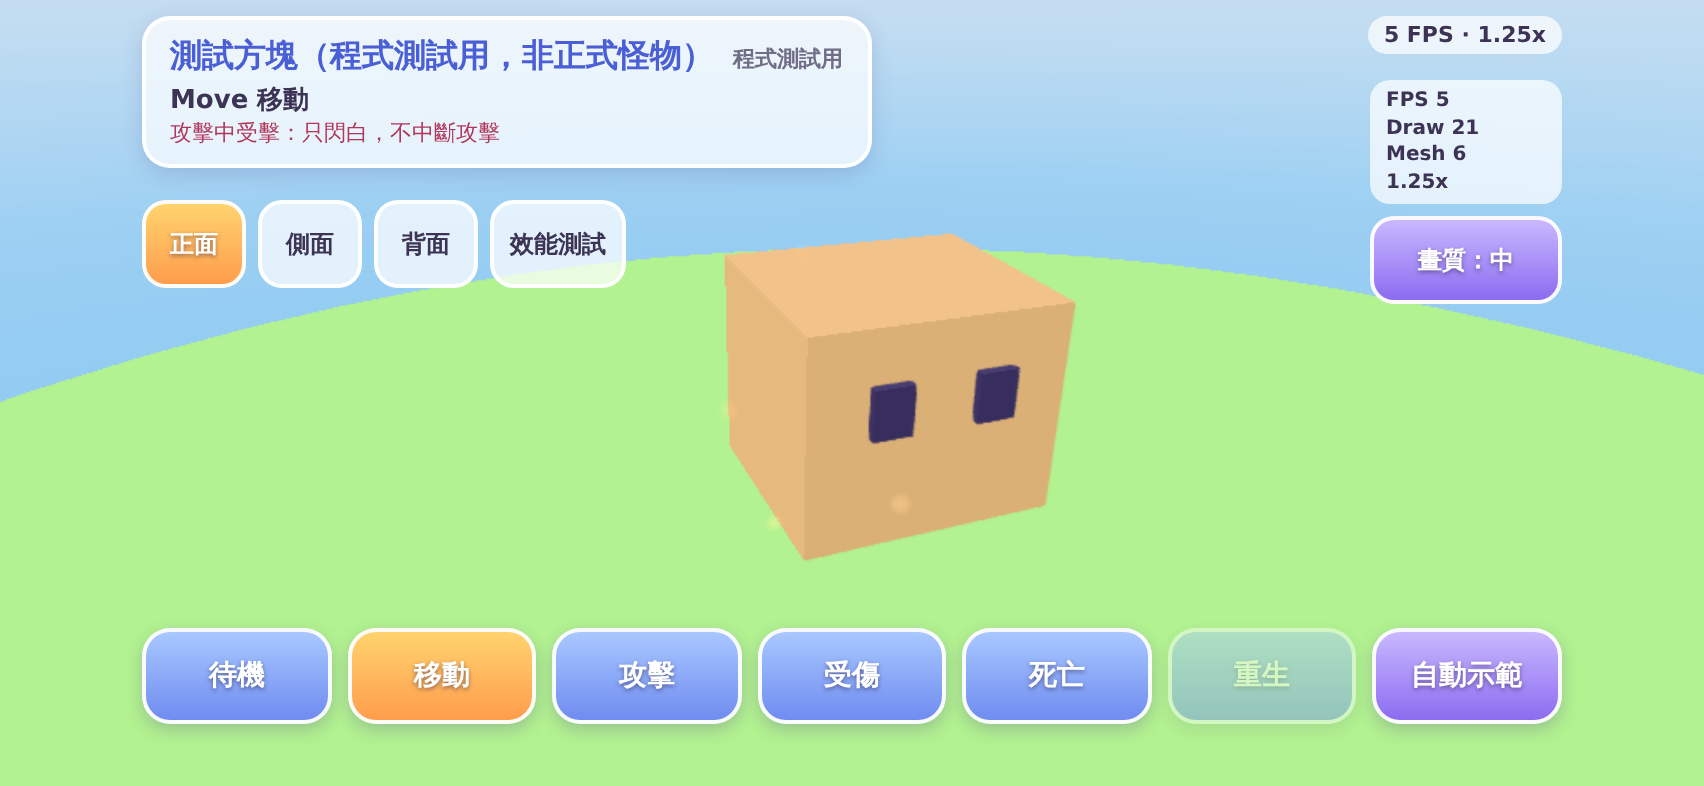 測試方塊（程式測試用，非正式怪物） 程式測試用
Move 移動
攻擊中受擊：只閃白，不中斷攻擊
5 FPS · 1.25x
FPS 5
Draw 21
Mesh 6
1.25x
正面 側面 背面 效能測試
畫質：中
待機 移動 攻擊 受傷 死亡 重生 自動示範